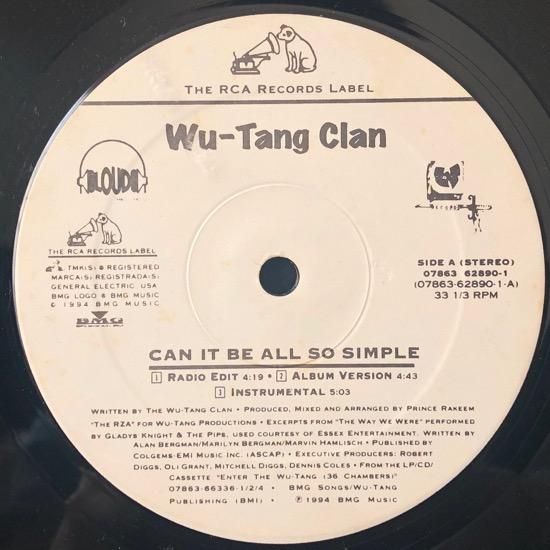 The RCA Records Label
Wu-Tang Clan
LOUD
The RCA Records Label
TMK(S) ® REGISTERED
MARCA(S) REGISTRADA(S)
GENERAL ELECTRIC USA
BMG LOGO ® BMG MUSIC
© 1994 BMG MUSIC
BMG
SIDE A (STEREO)
07863 62890-1
(07863-62890-1-A)
33 1/3 RPM
CAN IT BE ALL SO SIMPLE
1 Radio Edit 4:19 • 2 Album Version 4:43
3 Instrumental 5:03
Written by The Wu-Tang Clan • Produced, Mixed and Arranged by Prince Rakeem
"The RZA" for Wu-Tang Productions • Excerpts from "The Way We Were" performed
by Gladys Knight & The Pips, used courtesy of Essex Entertainment. Written by
Alan Bergman/Marilyn Bergman/Marvin Hamlisch • Published by
Colgems-EMI Music Inc. (ASCAP) • Executive Producers: Robert
Diggs, Oli Grant, Mitchell Diggs, Dennis Coles • From the LP/CD/
Cassette "Enter The Wu-Tang (36 Chambers)"
07863-66336-1/2/4 • BMG Songs/Wu-Tang
Publishing (BMI) • ℗ 1994 BMG Music